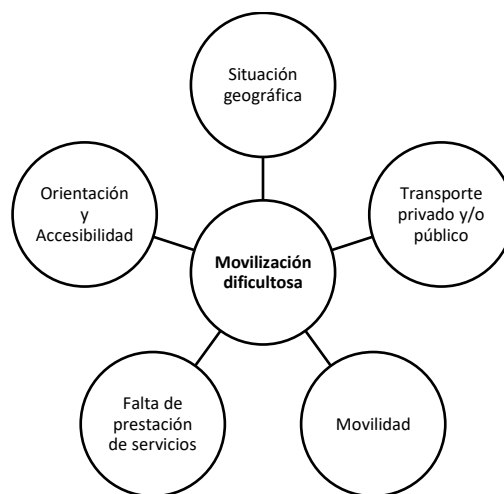 Situación
geográfica
Orientación
y
Accesibilidad
Transporte
privado y/o
público
Movilización
dificultosa
Falta de
prestación
de servicios
Movilidad